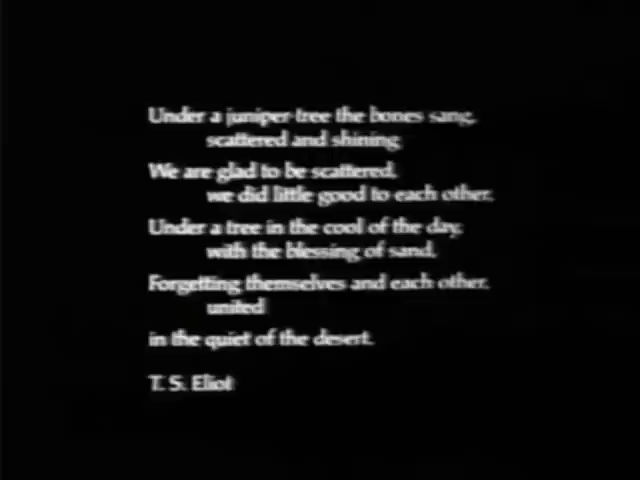 Under a juniper-tree the bones sang,
scattered and shining
We are glad to be scattered,
we did little good to each other,
Under a tree in the cool of the day,
with the blessing of sand,
Forgetting themselves and each other,
united
in the quiet of the desert.
T. S. Eliot